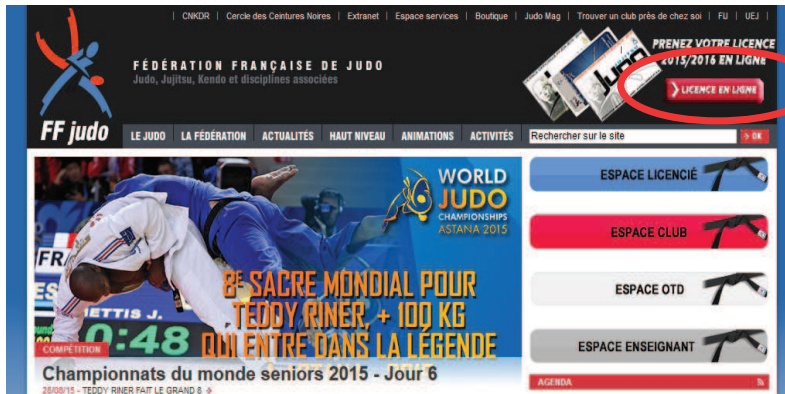 | CNKDR | Cercle des Ceintures Noires | Extranet | Espace services | Boutique | Judo Mag | Trouver un club près de chez soi | FIJ | UEJ |
FÉDÉRATION FRANÇAISE DE JUDO
Judo, Jujitsu, Kendo et disciplines associées
Judo
PRENEZ VOTRE LICENCE
2015/2016 EN LIGNE
LICENCE EN LIGNE
FF judo
LE JUDO LA FÉDÉRATION ACTUALITÉS HAUT NIVEAU ANIMATIONS ACTIVITÉS
Rechercher sur le site OK
WORLD
JUDO
CHAMPIONSHIPS
ASTANA 2015
8E SACRE MONDIAL POUR
TEDDY RINER, + 100 KG
QUI ENTRE DANS LA LÉGENDE
FR
ETTIS J.
0:48
COMPÉTITION
Championnats du monde seniors 2015 - Jour 6
28/08/15 - TEDDY RINER FAIT LE GRAND 8
ESPACE LICENCIÉ
ESPACE CLUB
ESPACE OTD
ESPACE ENSEIGNANT
AGENDA